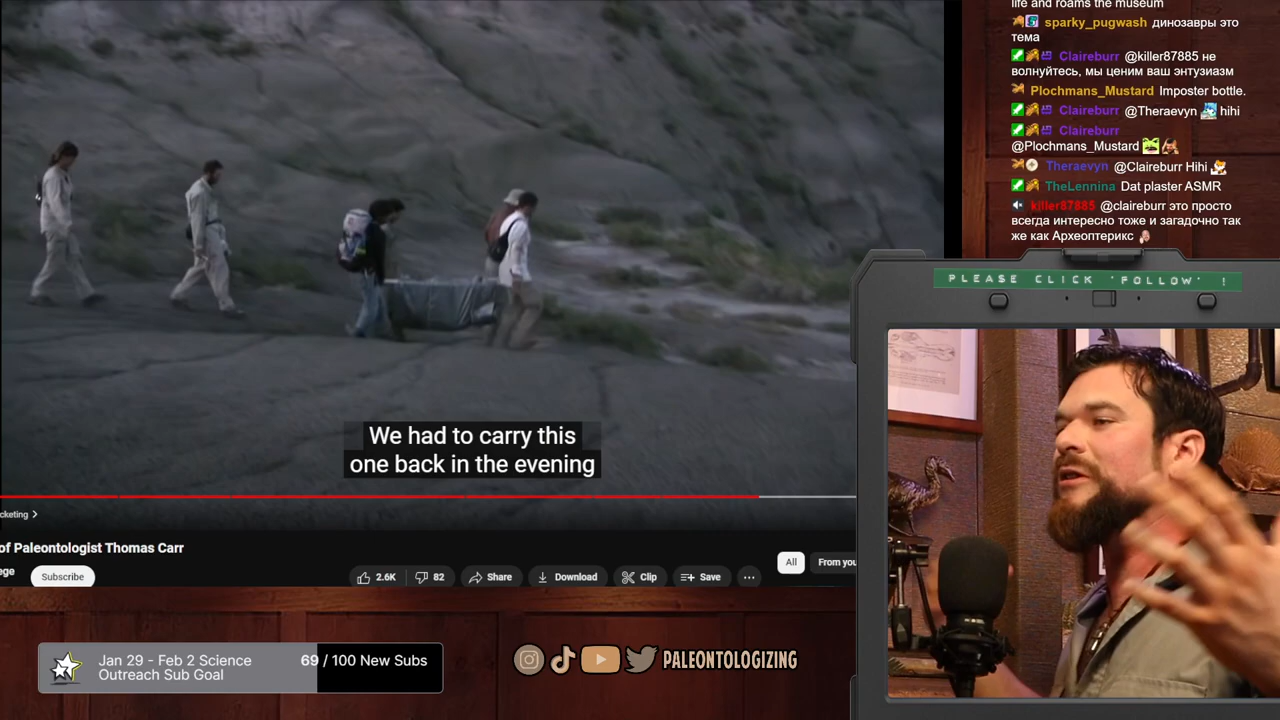 life and roams the museum
sparky_pugwash динозавры это
тема
Claireburr @killer87885 не
волнуйтесь, мы ценим ваш энтузиазм
Plochmans_Mustard Imposter bottle.
Claireburr @Theraevyn hihi
Claireburr
@Plochmans_Mustard
Theraevyn @Claireburr Hihi
TheLennina Dat plaster ASMR
killer87885 @claireburr это просто
всегда интересно тоже и загадочно так
же как Археоптерикс
PLEASE CLICK 'FOLLOW' !
We had to carry this
one back in the evening
cketing
of Paleontologist Thomas Carr
ege
Subscribe
2.6K
82
Share
Download
Clip
Save
All
From you
Jan 29 - Feb 2 Science
Outreach Sub Goal
69 / 100 New Subs
PALEONTOLOGIZING